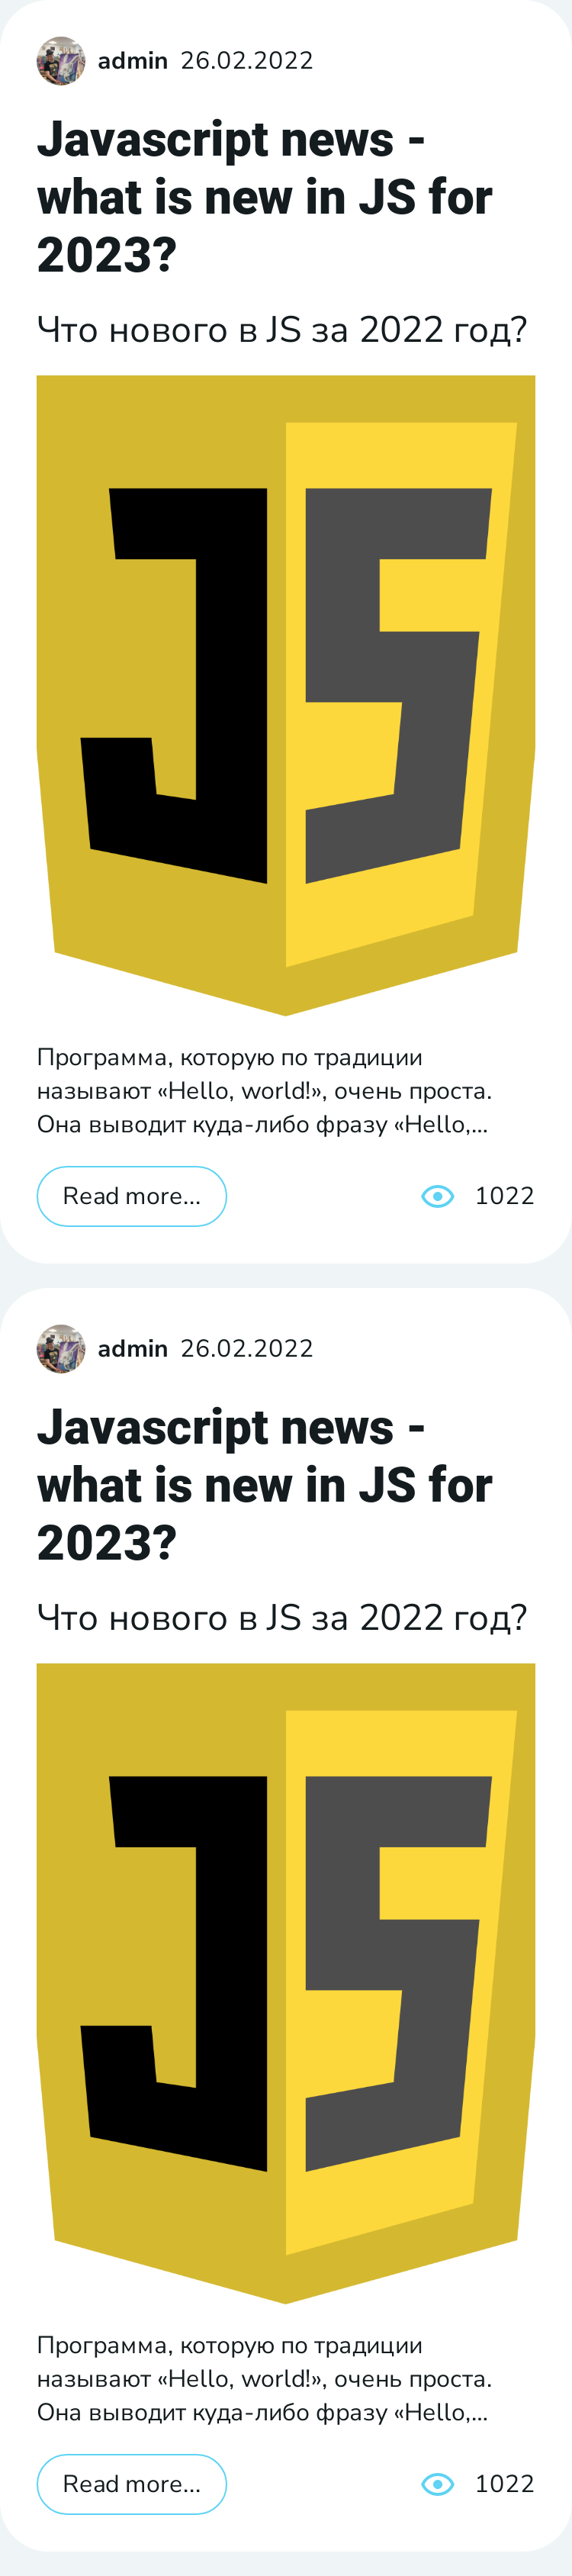 admin 26.02.2022
Javascript news -
what is new in JS for
2023?
Что нового в JS за 2022 год?
JS
Программа, которую по традиции
называют «Hello, world!», очень проста.
Она выводит куда-либо фразу «Hello,...
Read more... 1022
admin 26.02.2022
Javascript news -
what is new in JS for
2023?
Что нового в JS за 2022 год?
JS
Программа, которую по традиции
называют «Hello, world!», очень проста.
Она выводит куда-либо фразу «Hello,...
Read more... 1022